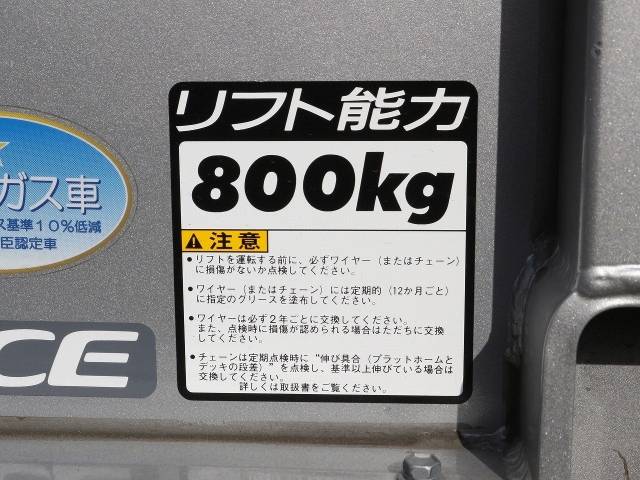 リフト能力
800kg
注意
●リフトを運転する前に、必ずワイヤー（またはチェーン）
に損傷がないか点検してください。
●ワイヤー（またはチェーン）には定期的（12か月ごと）
に指定のグリースを塗布してください。
●ワイヤーは必ず２年ごとに交換してください。
また、点検時に損傷が認められる場合はただちに交換
してください。
●チェーンは定期点検時に“伸び具合（プラットホームと
デッキの段差）”を点検し、基準以上伸びている場合は
交換してください。
詳しくは取扱書をご覧ください。
ガス車
ス基準１０％低減
臣認定車
CE